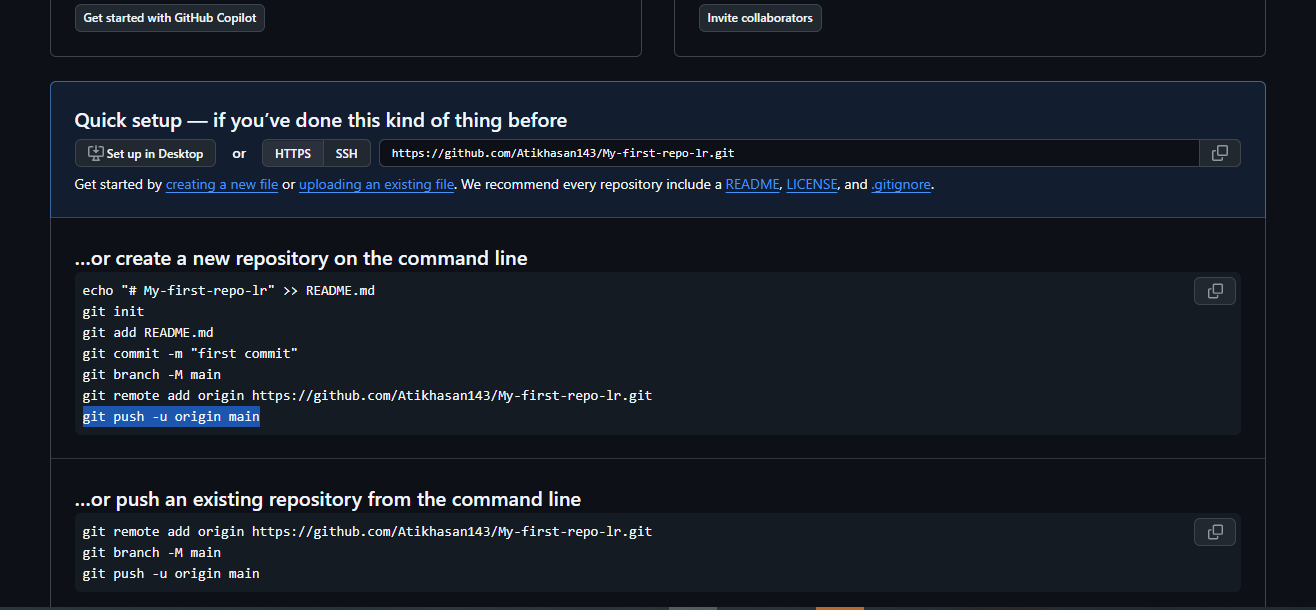 Get started with GitHub Copilot
Invite collaborators
Quick setup — if you’ve done this kind of thing before
Set up in Desktop or HTTPS SSH https://github.com/Atikhasan143/My-first-repo-lr.git
Get started by creating a new file or uploading an existing file. We recommend every repository include a README, LICENSE, and .gitignore.
…or create a new repository on the command line
echo "# My-first-repo-lr" >> README.md
git init
git add README.md
git commit -m "first commit"
git branch -M main
git remote add origin https://github.com/Atikhasan143/My-first-repo-lr.git
git push -u origin main
…or push an existing repository from the command line
git remote add origin https://github.com/Atikhasan143/My-first-repo-lr.git
git branch -M main
git push -u origin main